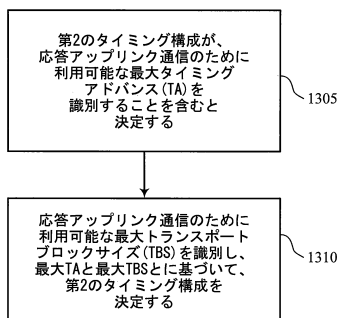 第2のタイミング構成が、
応答アップリンク通信のために
利用可能な最大タイミング
アドバンス(TA)を
識別することを含むと
決定する
1305
応答アップリンク通信のために
利用可能な最大トランスポート
ブロックサイズ(TBS)を識別し、
最大TAと最大TBSとに基づいて、
第2のタイミング構成を
決定する
1310